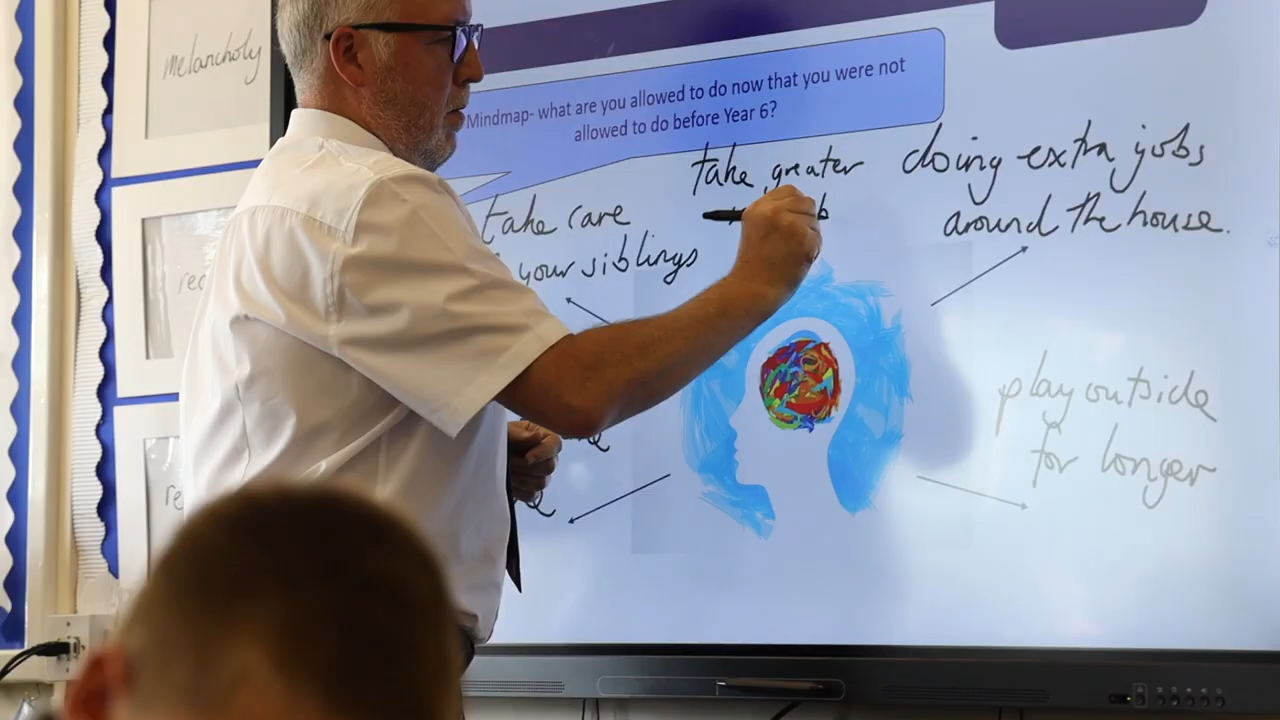 melancholy
Mindmap- what are you allowed to do now that you were not
allowed to do before Year 6?
take greater
doing extra jobs
around the house.
take care
your siblings
play outside
for longer